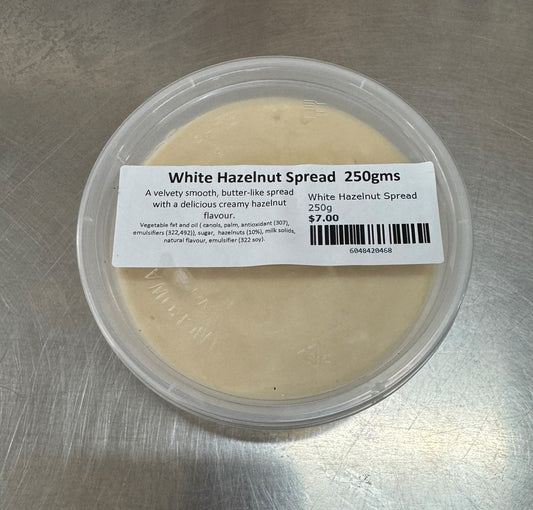 White Hazelnut Spread 250gms
A velvety smooth, butter-like spread
with a delicious creamy hazelnut
flavour.
Vegetable fat and oil ( canola, palm, antioxidant (307),
emulsifiers (322,492)), sugar, hazelnuts (10%), milk solids,
natural flavour, emulsifier (322 soy).
White Hazelnut Spread
250g
$7.00
6048420468